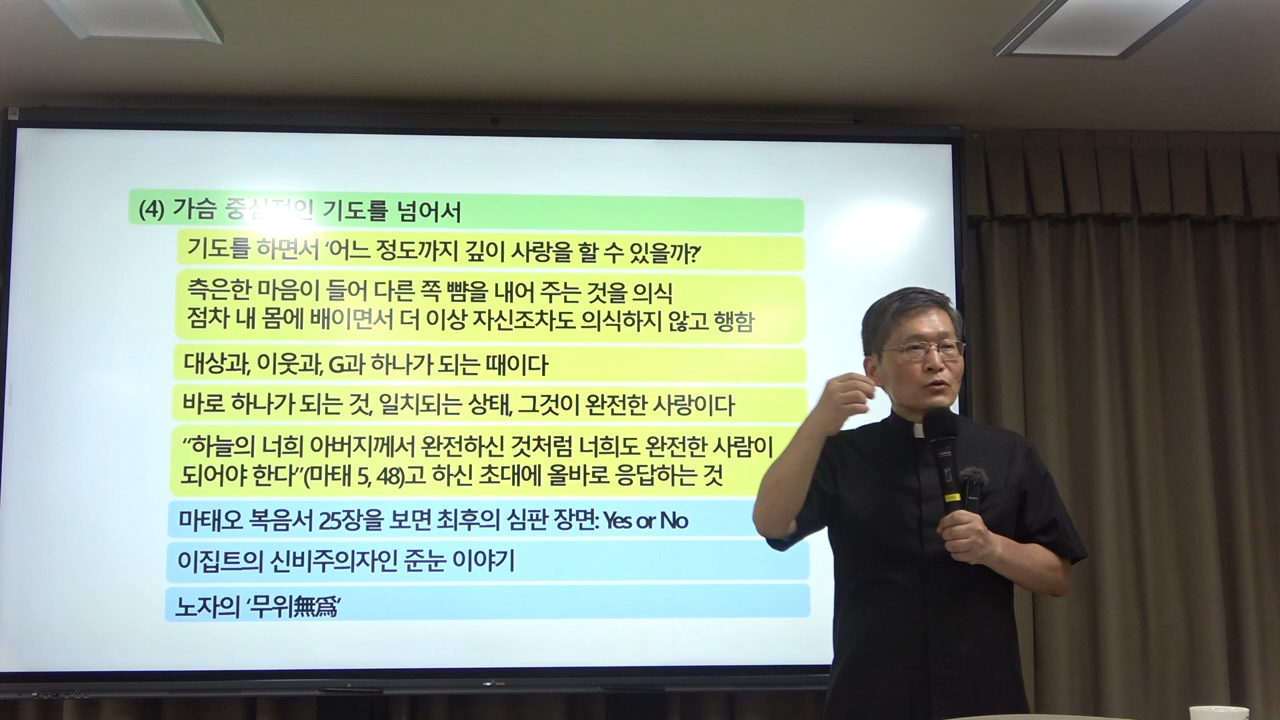 (4) 가슴 중심적인 기도를 넘어서
기도를 하면서 ‘어느 정도까지 깊이 사랑을 할 수 있을까?’
측은한 마음이 들어 다른 쪽 뺨을 내어 주는 것을 의식
점차 내 몸에 배이면서 더 이상 자신조차도 의식하지 않고 행함
대상과, 이웃과, G과 하나가 되는 때이다
바로 하나가 되는 것, 일치되는 상태, 그것이 완전한 사랑이다
“하늘의 너희 아버지께서 완전하신 것처럼 너희도 완전한 사람이
되어야 한다”(마태 5, 48)고 하신 초대에 올바로 응답하는 것
마태오 복음서 25장을 보면 최후의 심판 장면: Yes or No
이집트의 신비주의자인 준눈 이야기
노자의 ‘무위無爲’